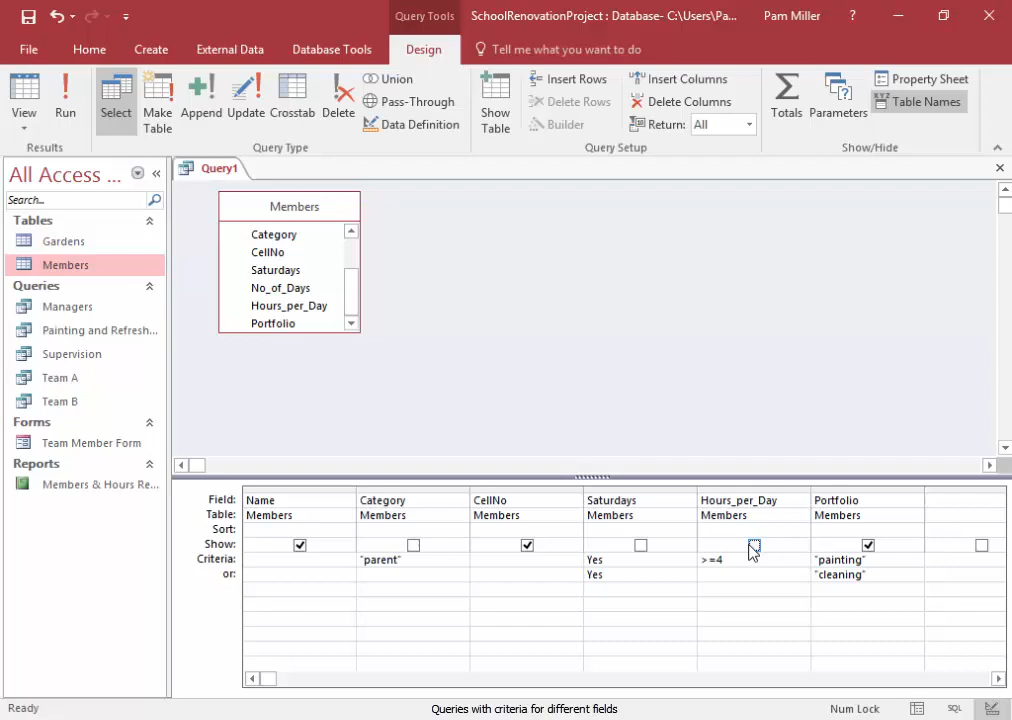 Query Tools SchoolRenovationProject : Database- C:\Users\Pa... Pam Miller ?
File Home Create External Data Database Tools Design Tell me what you want to do
View Run Select Make Table Append Update Crosstab Delete
Union
Pass-Through
Data Definition
Show Table
Insert Rows
Delete Rows
Builder
Insert Columns
Delete Columns
Return: All
Totals Parameters
Property Sheet
Table Names
Results Query Type Query Setup Show/Hide
All Access ...
Search...
Tables
Gardens
Members
Queries
Managers
Painting and Refresh...
Supervision
Team A
Team B
Forms
Team Member Form
Reports
Members & Hours Re...
Query1
Members
Category
CellNo
Saturdays
No_of_Days
Hours_per_Day
Portfolio
Field: Name Category CellNo Saturdays Hours_per_Day Portfolio
Table: Members Members Members Members Members Members
Sort:
Show:
Criteria: "parent" Yes >=4 "painting"
or: Yes "cleaning"
Ready Queries with criteria for different fields Num Lock SQL